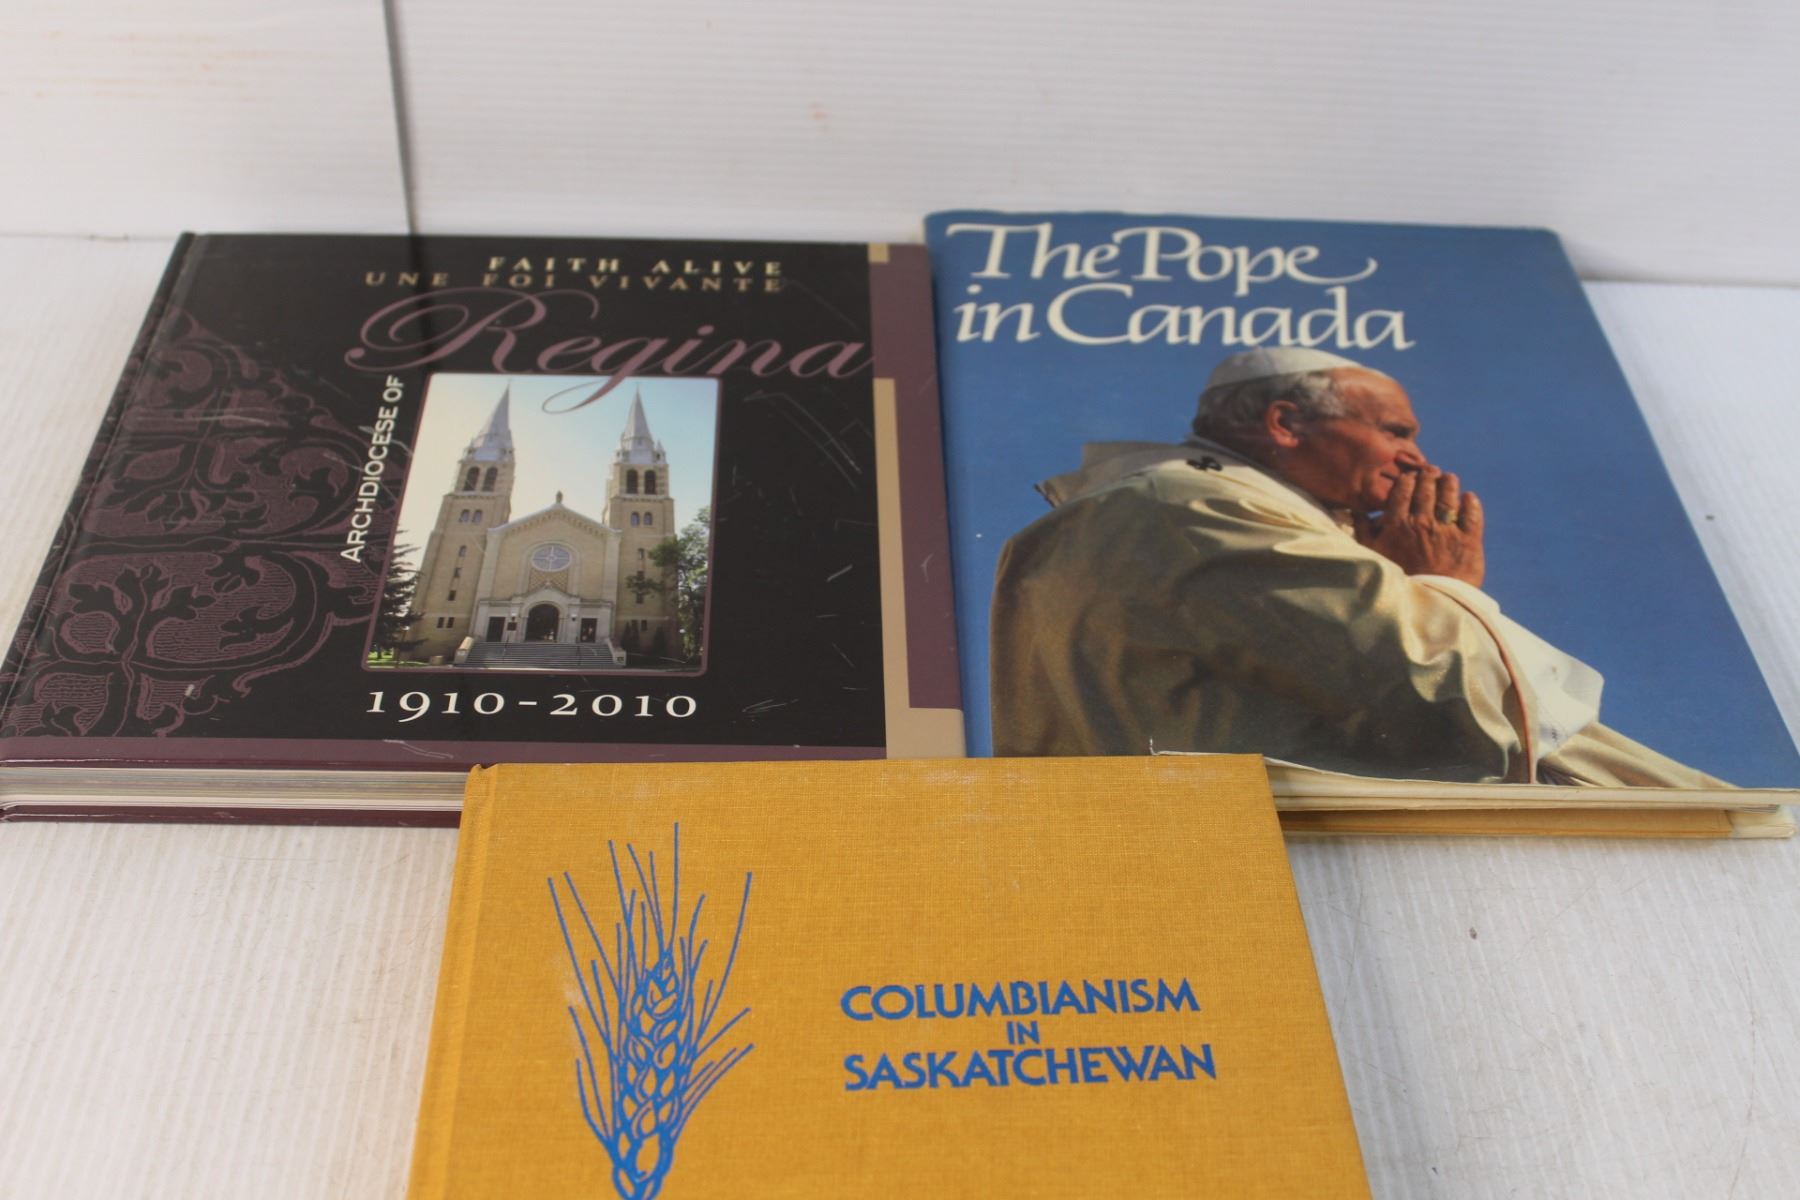 FAITH ALIVE
UNE FOI VIVANTE
Regina
ARCHDIOCESE OF
1910-2010
The Pope
in Canada
COLUMBIANISM
IN
SASKATCHEWAN